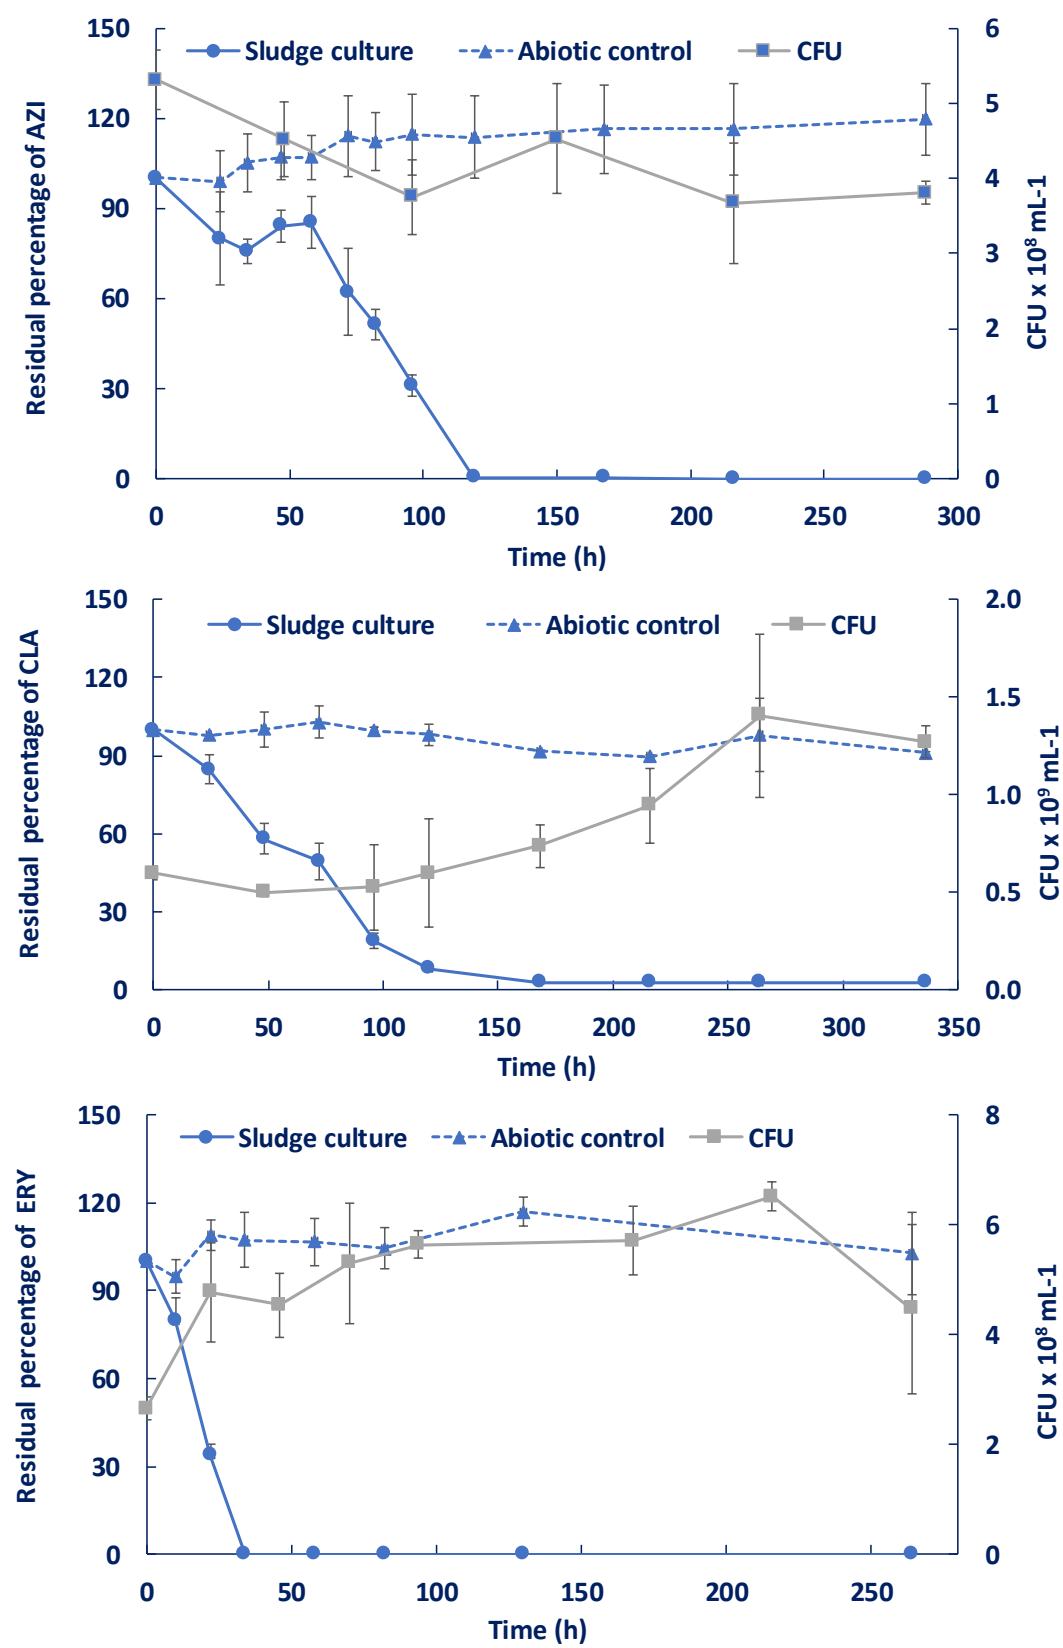 Sludge culture Abiotic control CFU
Residual percentage of AZI
150
120
90
60
30
0
6
5
4
3
2
1
0
CFU x 10⁸ mL-1
0 50 100 150 200 250 300
Time (h)
Sludge culture Abiotic control CFU
Residual percentage of CLA
150
120
90
60
30
0
2.0
1.5
1.0
0.5
0.0
CFU x 10⁹ mL-1
0 50 100 150 200 250 300 350
Time (h)
Sludge culture Abiotic control CFU
Residual percentage of ERY
150
120
90
60
30
0
8
6
4
2
0
CFU x 10⁸ mL-1
0 50 100 150 200 250
Time (h)